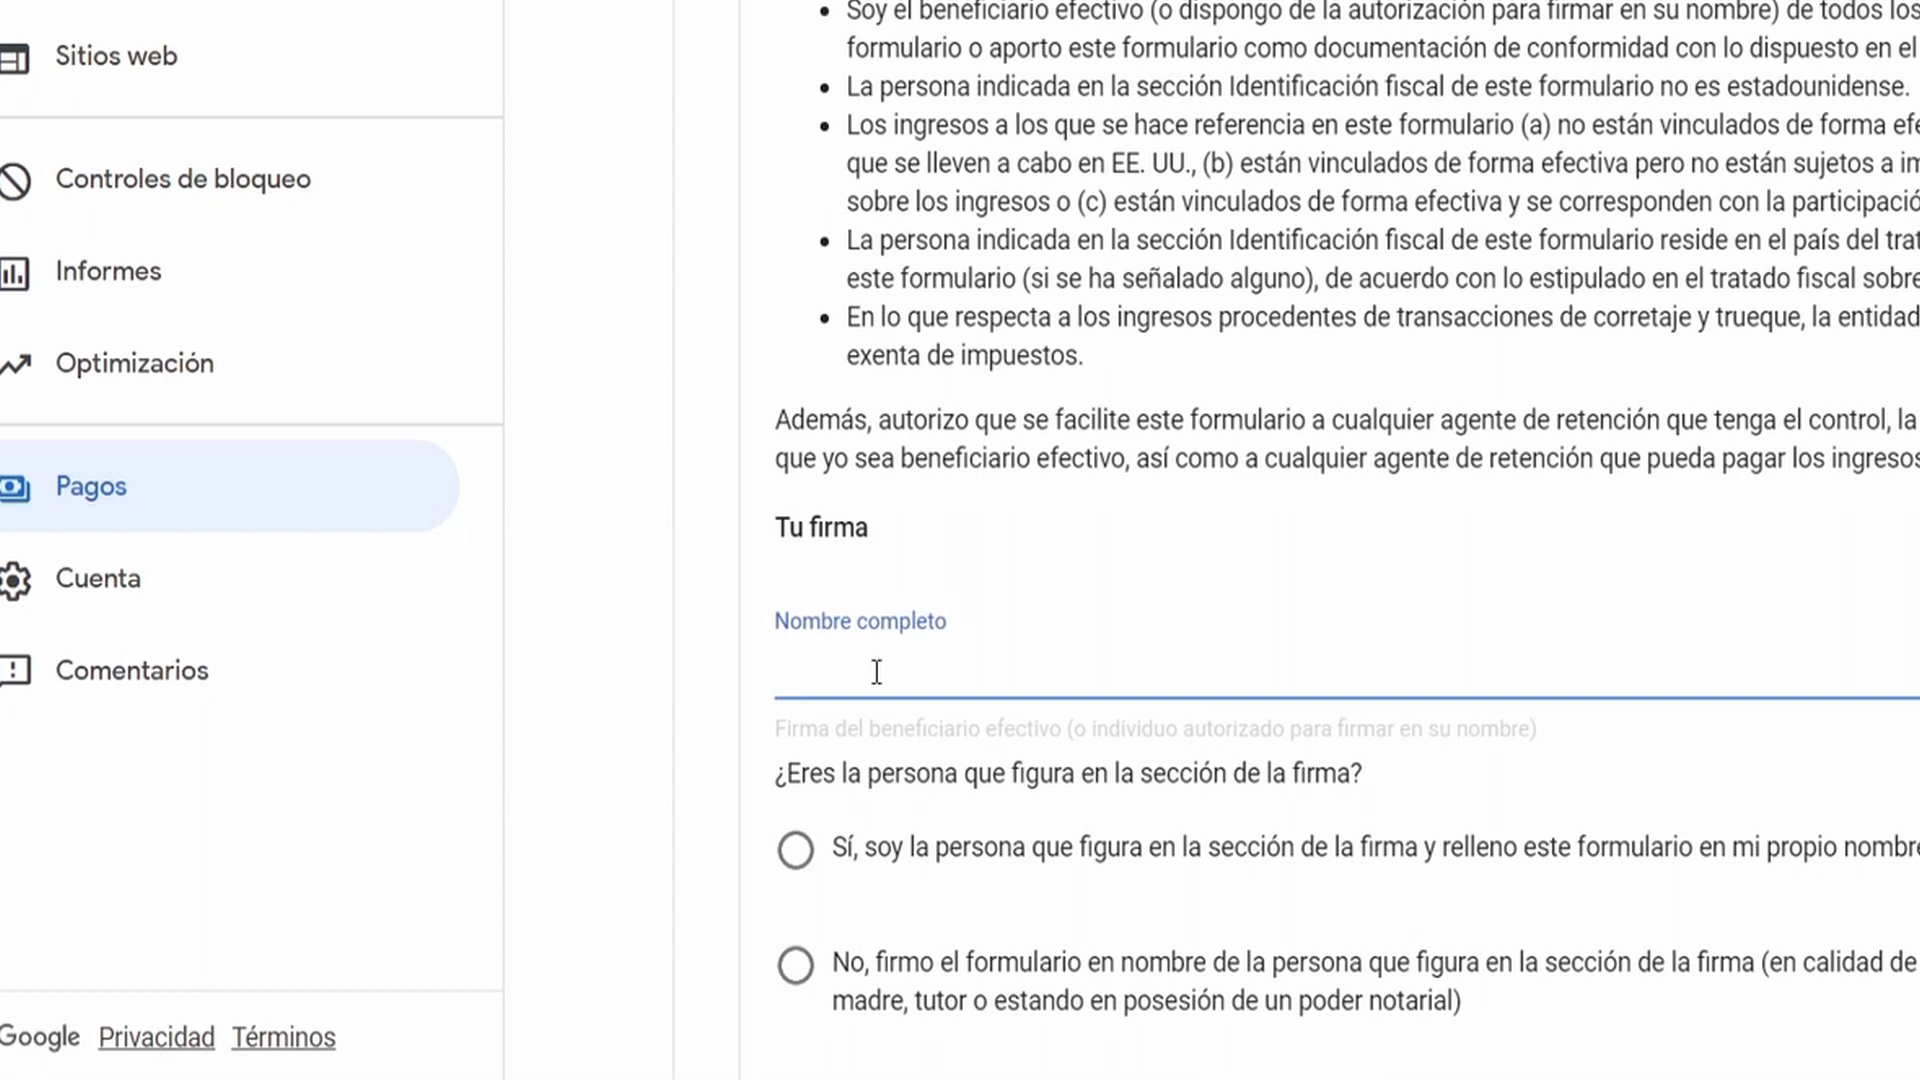 Sitios web
Controles de bloqueo
Informes
Optimización
Pagos
Cuenta
Comentarios
Google Privacidad Términos
• Soy el beneficiario efectivo (o dispongo de la autorización para firmar en su nombre) de todos los
formulario o aporto este formulario como documentación de conformidad con lo dispuesto en el
• La persona indicada en la sección Identificación fiscal de este formulario no es estadounidense.
• Los ingresos a los que se hace referencia en este formulario (a) no están vinculados de forma efe
que se lleven a cabo en EE. UU., (b) están vinculados de forma efectiva pero no están sujetos a im
sobre los ingresos o (c) están vinculados de forma efectiva y se corresponden con la participació
• La persona indicada en la sección Identificación fiscal de este formulario reside en el país del trat
este formulario (si se ha señalado alguno), de acuerdo con lo estipulado en el tratado fiscal sobre
• En lo que respecta a los ingresos procedentes de transacciones de corretaje y trueque, la entidad
exenta de impuestos.
Además, autorizo que se facilite este formulario a cualquier agente de retención que tenga el control, la
que yo sea beneficiario efectivo, así como a cualquier agente de retención que pueda pagar los ingresos
Tu firma
Nombre completo
Firma del beneficiario efectivo (o individuo autorizado para firmar en su nombre)
¿Eres la persona que figura en la sección de la firma?
Sí, soy la persona que figura en la sección de la firma y relleno este formulario en mi propio nombre
No, firmo el formulario en nombre de la persona que figura en la sección de la firma (en calidad de
madre, tutor o estando en posesión de un poder notarial)